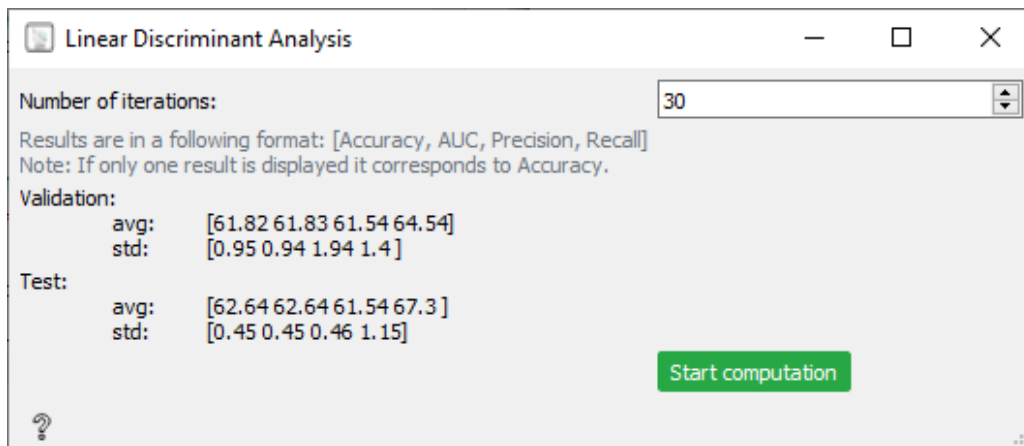 Linear Discriminant Analysis
Number of iterations: 30
Results are in a following format: [Accuracy, AUC, Precision, Recall]
Note: If only one result is displayed it corresponds to Accuracy.
Validation:
avg: [61.82 61.83 61.54 64.54]
std: [0.95 0.94 1.94 1.4 ]
Test:
avg: [62.64 62.64 61.54 67.3 ]
std: [0.45 0.45 0.46 1.15]
Start computation
?